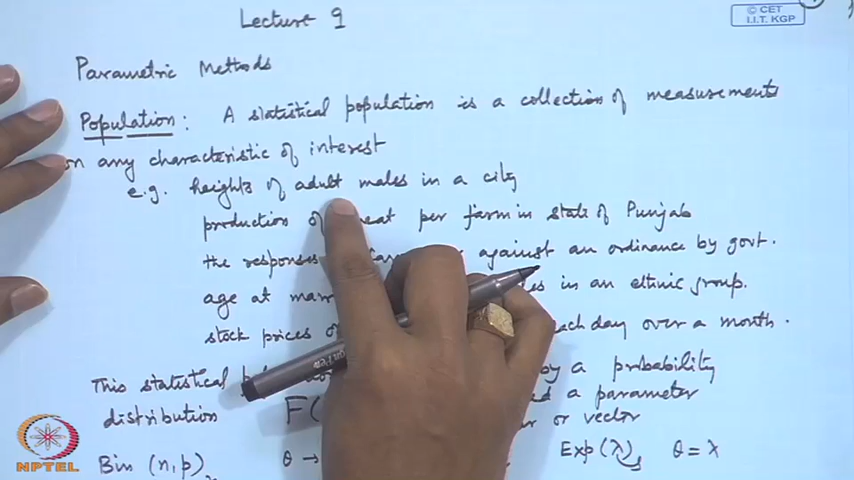 Lecture 9
© CET
I.I.T. KGP
Parametric Methods
Population : A statistical population is a collection of measurements
on any characteristic of interest
e.g. heights of adult males in a city
production of per farm in state of Punjab
the responses against an ordinance by govt.
age at in an ethnic group.
stock prices each day over a month.
This statistical by a probability
distribution F( a parameter
or vector
Bin (n,p) θ → Exp(λ) θ = λ
NPTEL